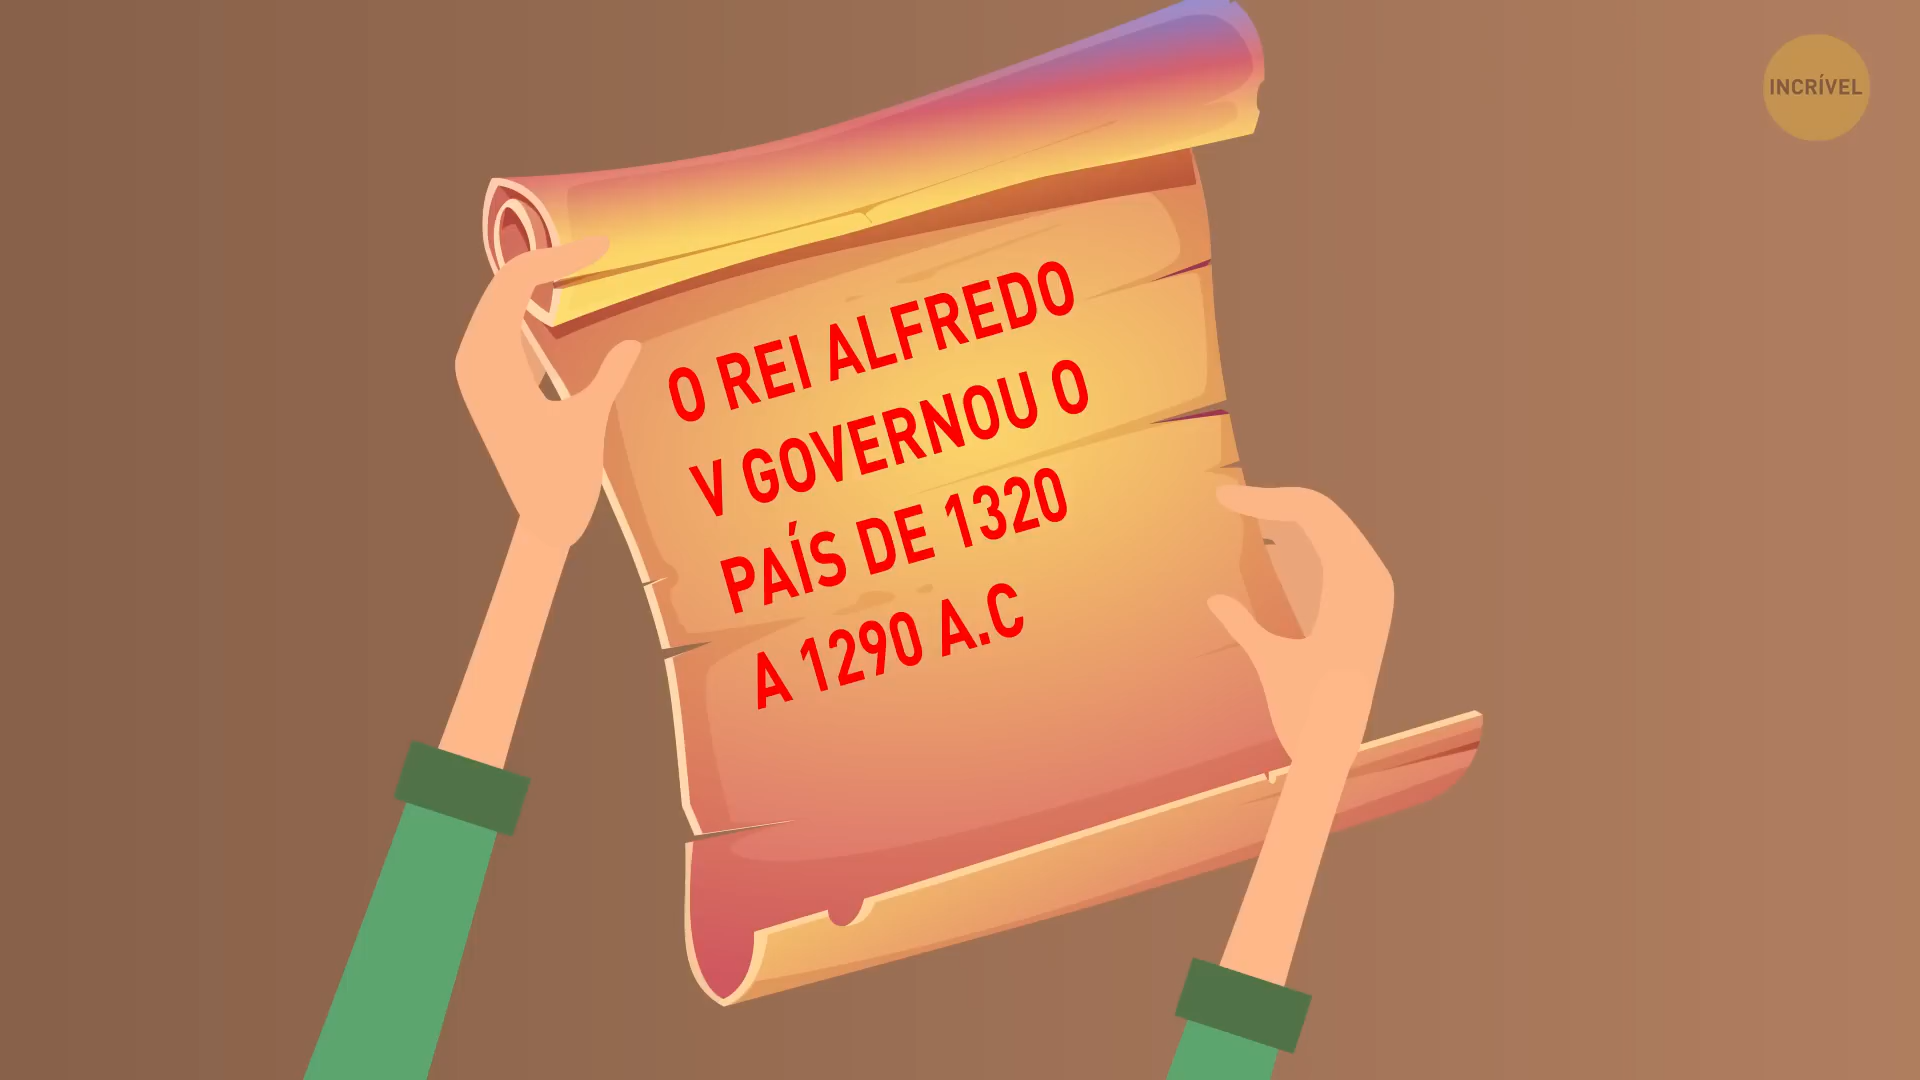 INCRÍVEL
O REI ALFREDO
V GOVERNOU O
PAÍS DE 1320
A 1290 A.C